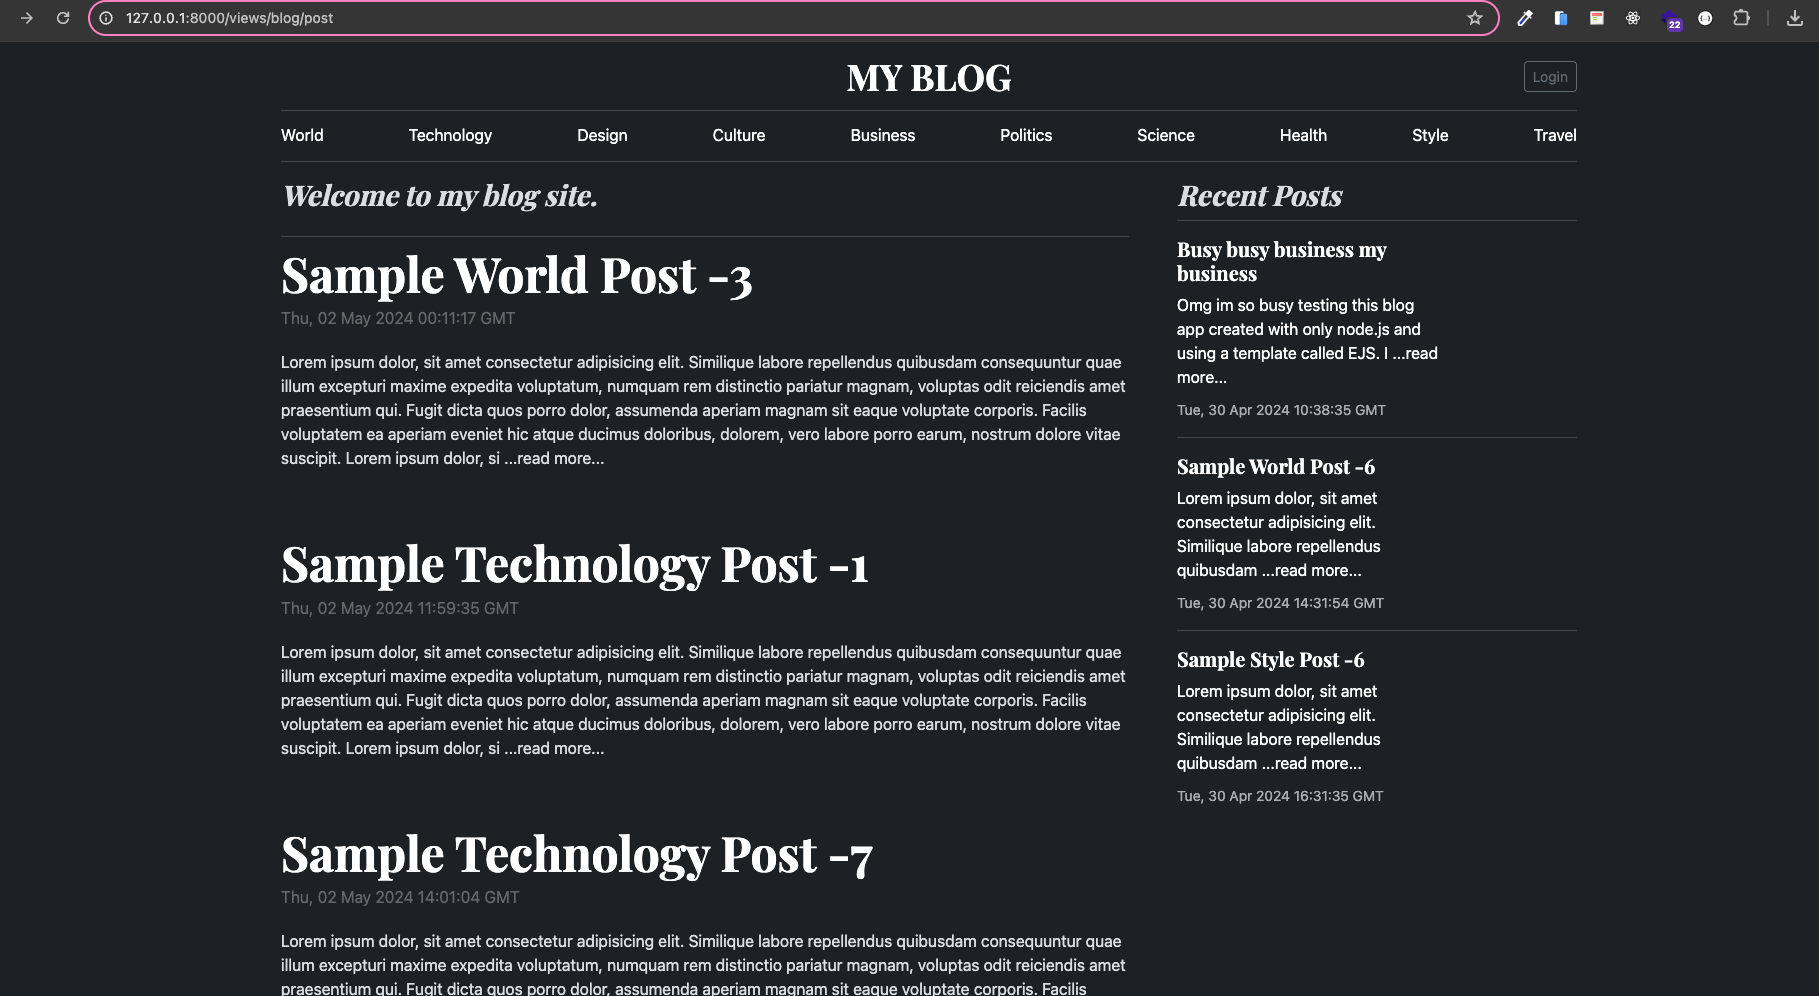 127.0.0.1:8000/views/blog/post
22
MY BLOG
Login
World Technology Design Culture Business Politics Science Health Style Travel
Welcome to my blog site.
Sample World Post -3
Thu, 02 May 2024 00:11:17 GMT
Lorem ipsum dolor, sit amet consectetur adipisicing elit. Similique labore repellendus quibusdam consequuntur quae
illum excepturi maxime expedita voluptatum, numquam rem distinctio pariatur magnam, voluptas odit reiciendis amet
praesentium qui. Fugit dicta quos porro dolor, assumenda aperiam magnam sit eaque voluptate corporis. Facilis
voluptatem ea aperiam eveniet hic atque ducimus doloribus, dolorem, vero labore porro earum, nostrum dolore vitae
suscipit. Lorem ipsum dolor, si ...read more...
Sample Technology Post -1
Thu, 02 May 2024 11:59:35 GMT
Lorem ipsum dolor, sit amet consectetur adipisicing elit. Similique labore repellendus quibusdam consequuntur quae
illum excepturi maxime expedita voluptatum, numquam rem distinctio pariatur magnam, voluptas odit reiciendis amet
praesentium qui. Fugit dicta quos porro dolor, assumenda aperiam magnam sit eaque voluptate corporis. Facilis
voluptatem ea aperiam eveniet hic atque ducimus doloribus, dolorem, vero labore porro earum, nostrum dolore vitae
suscipit. Lorem ipsum dolor, si ...read more...
Sample Technology Post -7
Thu, 02 May 2024 14:01:04 GMT
Lorem ipsum dolor, sit amet consectetur adipisicing elit. Similique labore repellendus quibusdam consequuntur quae
illum excepturi maxime expedita voluptatum, numquam rem distinctio pariatur magnam, voluptas odit reiciendis amet
praesentium qui. Fugit dicta quos porro dolor, assumenda aperiam magnam sit eaque voluptate corporis. Facilis
Recent Posts
Busy busy business my
business
Omg im so busy testing this blog
app created with only node.js and
using a template called EJS. I ...read
more...
Tue, 30 Apr 2024 10:38:35 GMT
Sample World Post -6
Lorem ipsum dolor, sit amet
consectetur adipisicing elit.
Similique labore repellendus
quibusdam ...read more...
Tue, 30 Apr 2024 14:31:54 GMT
Sample Style Post -6
Lorem ipsum dolor, sit amet
consectetur adipisicing elit.
Similique labore repellendus
quibusdam ...read more...
Tue, 30 Apr 2024 16:31:35 GMT